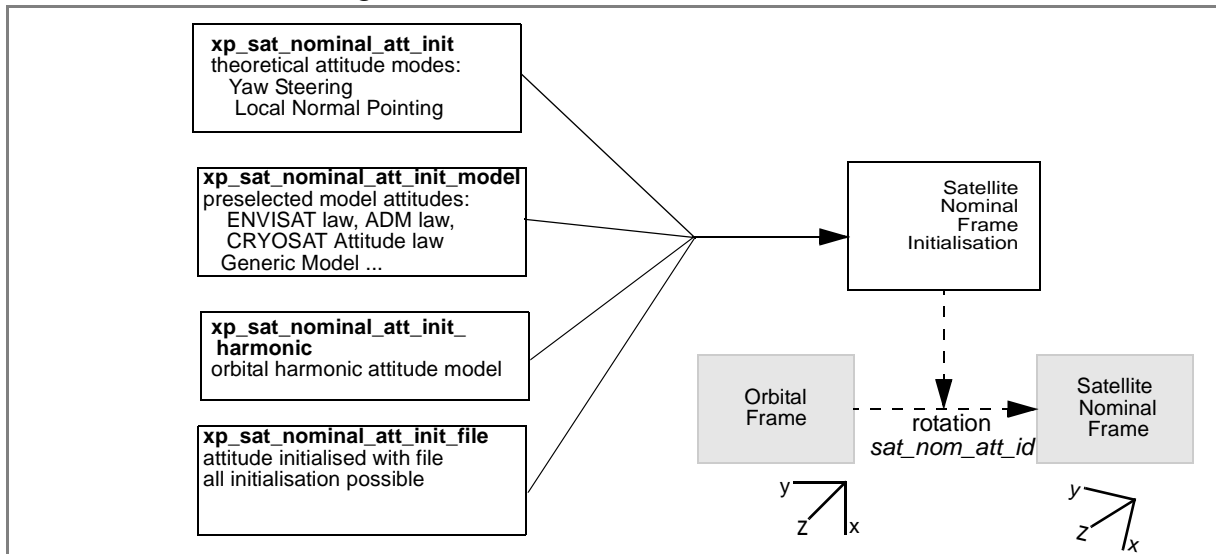 xp_sat_nominal_att_init
theoretical attitude modes:
Yaw Steering
Local Normal Pointing
xp_sat_nominal_att_init_model
preselected model attitudes:
ENVISAT law, ADM law,
CRYOSAT Attitude law
Generic Model ...
xp_sat_nominal_att_init_
harmonic
orbital harmonic attitude model
xp_sat_nominal_att_init_file
attitude initialised with file
all initialisation possible
Satellite
Nominal
Frame
Initialisation
Orbital
Frame
rotation
sat_nom_att_id
Satellite
Nominal
Frame
y
z
x
y
z
x